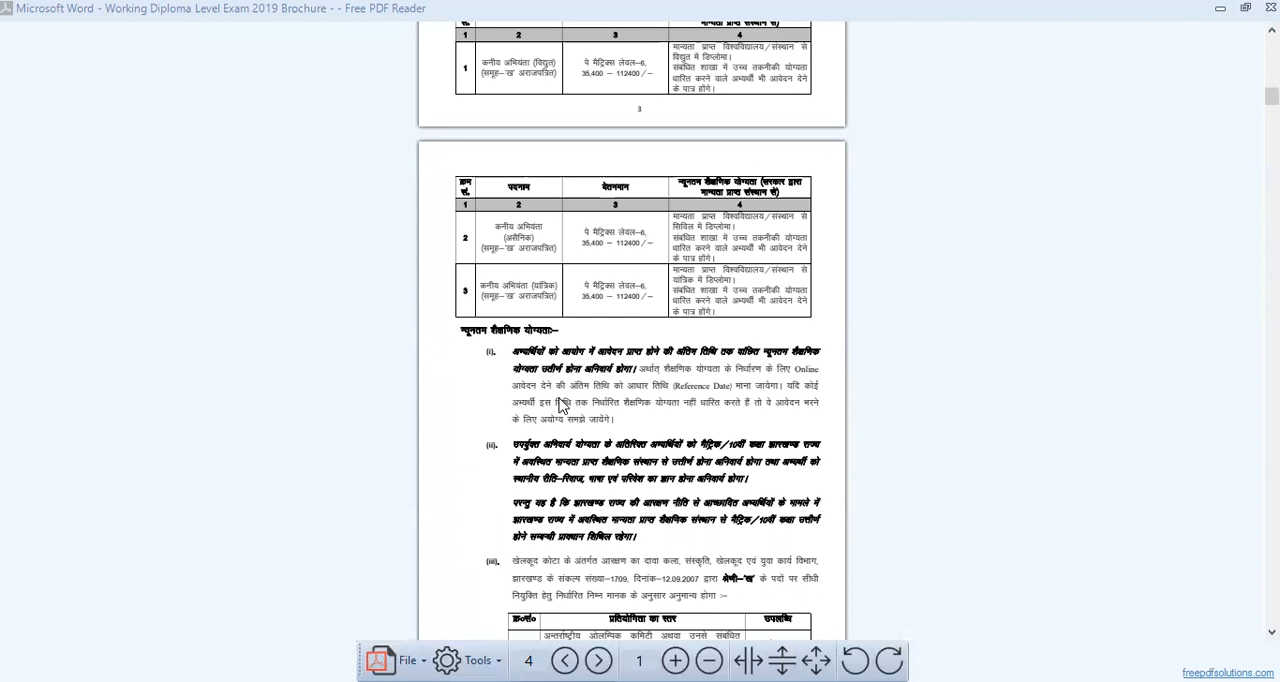 Microsoft Word - Working Diploma Level Exam 2019 Brochure - - Free PDF Reader
सं. मान्यता प्राप्त संस्थान से)
1 2 3 4
1 कनीय अभियंता (विद्युत) (समूह–'ख' अराजपत्रित) पे मैट्रिक्स लेवल–6, 35,400 – 112400/– मान्यता प्राप्त विश्वविद्यालय/संस्थान से
विद्युत में डिप्लोमा।
संबंधित शाखा में उच्च तकनीकी योग्यता
धारित करने वाले अभ्यर्थी भी आवेदन देने
के पात्र होंगे।
3
क्रम सं. पदनाम वेतनमान न्यूनतम शैक्षणिक योग्यता (सरकार द्वारा
मान्यता प्राप्त संस्थान से)
1 2 3 4
2 कनीय अभियंता (असैनिक) (समूह–'ख' अराजपत्रित) पे मैट्रिक्स लेवल–6, 35,400 – 112400/– मान्यता प्राप्त विश्वविद्यालय/संस्थान से
सिविल में डिप्लोमा।
संबंधित शाखा में उच्च तकनीकी योग्यता
धारित करने वाले अभ्यर्थी भी आवेदन देने
के पात्र होंगे।
3 कनीय अभियंता (यांत्रिक) (समूह–'ख' अराजपत्रित) पे मैट्रिक्स लेवल–6, 35,400 – 112400/– मान्यता प्राप्त विश्वविद्यालय/संस्थान से
यांत्रिक में डिप्लोमा।
संबंधित शाखा में उच्च तकनीकी योग्यता
धारित करने वाले अभ्यर्थी भी आवेदन देने
के पात्र होंगे।
न्यूनतम शैक्षणिक योग्यताः–
(i). अभ्यर्थियों को आयोग में आवेदन प्राप्त होने की अंतिम तिथि तक वांछित न्यूनतम शैक्षणिक
योग्यता उत्तीर्ण होना अनिवार्य होगा। अर्थात् शैक्षणिक योग्यता के निर्धारण के लिए Online
आवेदन देने की अंतिम तिथि को आधार तिथि (Reference Date) माना जायेगा। यदि कोई
अभ्यर्थी इस तिथि तक निर्धारित शैक्षणिक योग्यता नहीं धारित करते हैं तो वे आवेदन भरने
के लिए अयोग्य समझे जायेंगे।
(ii). उपर्युक्त अनिवार्य योग्यता के अतिरिक्त अभ्यर्थियों को मैट्रिक/10वीं कक्षा झारखण्ड राज्य
में अवस्थित मान्यता प्राप्त शैक्षणिक संस्थान से उत्तीर्ण होना अनिवार्य होगा तथा अभ्यर्थी को
स्थानीय रीति–रिवाज, भाषा एवं परिवेश का ज्ञान होना अनिवार्य होगा।
परन्तु यह है कि झारखण्ड राज्य की आरक्षण नीति से आच्छादित अभ्यर्थियों के मामले में
झारखण्ड राज्य में अवस्थित मान्यता प्राप्त शैक्षणिक संस्थान से मैट्रिक/10वीं कक्षा उत्तीर्ण
होने सम्बन्धी प्रावधान शिथिल रहेगा।
(iii). खेलकूद कोटा के अंतर्गत आरक्षण का दावा कला, संस्कृति, खेलकूद एवं युवा कार्य विभाग,
झारखण्ड के संकल्प संख्या–1709, दिनांक–12.09.2007 द्वारा श्रेणी–'ख' के पदों पर सीधी
नियुक्ति हेतु निर्धारित निम्न मानक के अनुसार अनुमान्य होगा :–
क्र०सं० प्रतियोगिता का स्तर उपलब्धि
अन्तर्राष्ट्रीय ओलम्पिक कमिटी अथवा उनसे संबंधित
File Tools 4 1
freepdfsolutions.com